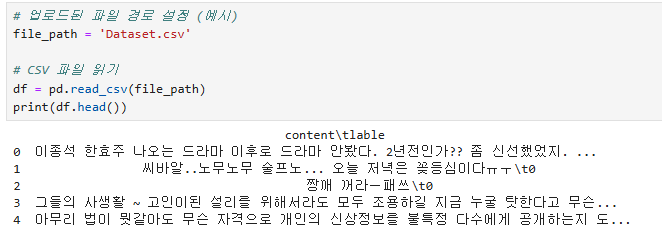 # 업로드된 파일 경로 설정 (예시)
file_path = 'Dataset.csv'
# CSV 파일 읽기
df = pd.read_csv(file_path)
print(df.head())
content\tlable
0 이종석 한효주 나오는 드라마 이후로 드라마 안봤다. 2년전인가?? 좀 신선했었지. ...
1 씨바알..노무노무 술프노... 오늘 저녁은 꽂등심이다ㅠㅜ\t0
2 짱깨 꺼라ㅡ패쓰\t0
3 그들의 사생활 ~ 고인이된 설리를 위해서라도 모두 조용하길 지금 누굴 탓한다고 무슨...
4 아무리 법이 뭣같아도 무슨 자격으로 개인의 신상정보를 불특정 다수에게 공개하는지 도...